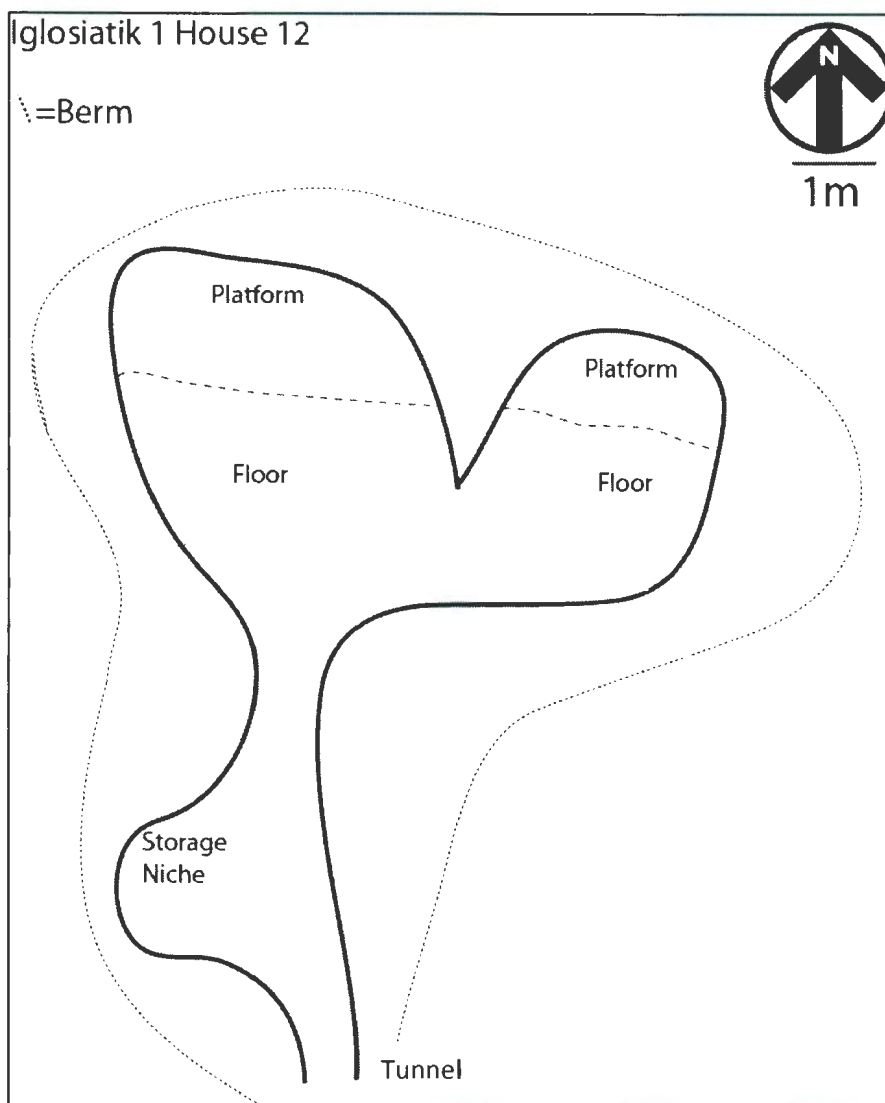 Iglosiatik 1 House 12
N
=Berm
1m
Platform
Platform
Floor
Floor
Storage
Niche
Tunnel